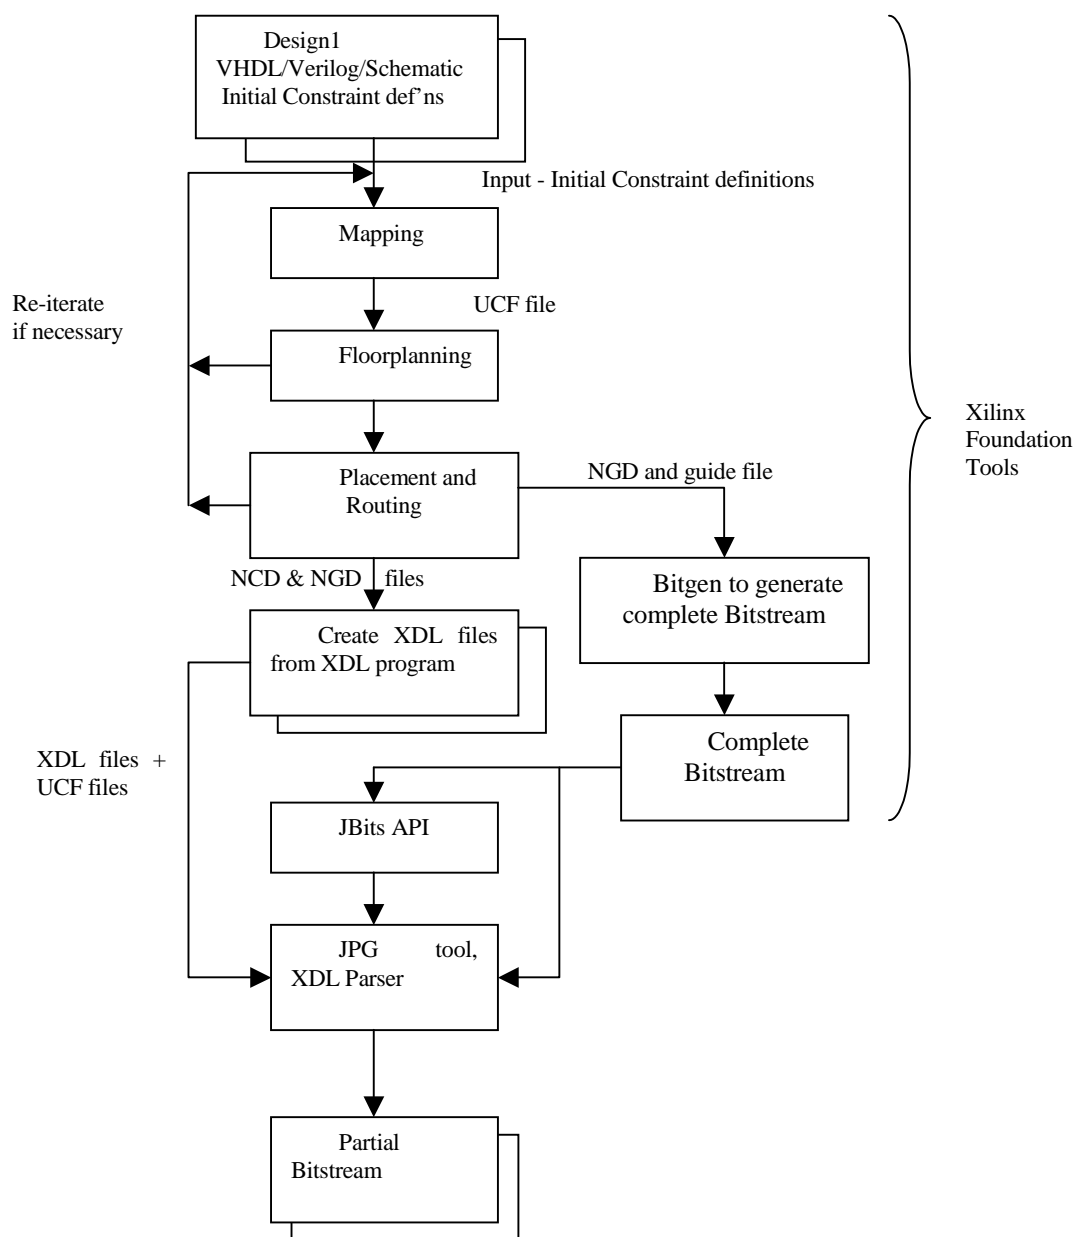 Design1
VHDL/Verilog/Schematic
Initial Constraint def’ns
Input - Initial Constraint definitions
Mapping
UCF file
Re-iterate
if necessary
Floorplanning
Xilinx
Foundation
Tools
Placement and
Routing
NGD and guide file
NCD & NGD files
Bitgen to generate
complete Bitstream
Create XDL files
from XDL program
Complete
Bitstream
XDL files +
UCF files
JBits API
JPG tool,
XDL Parser
Partial
Bitstream